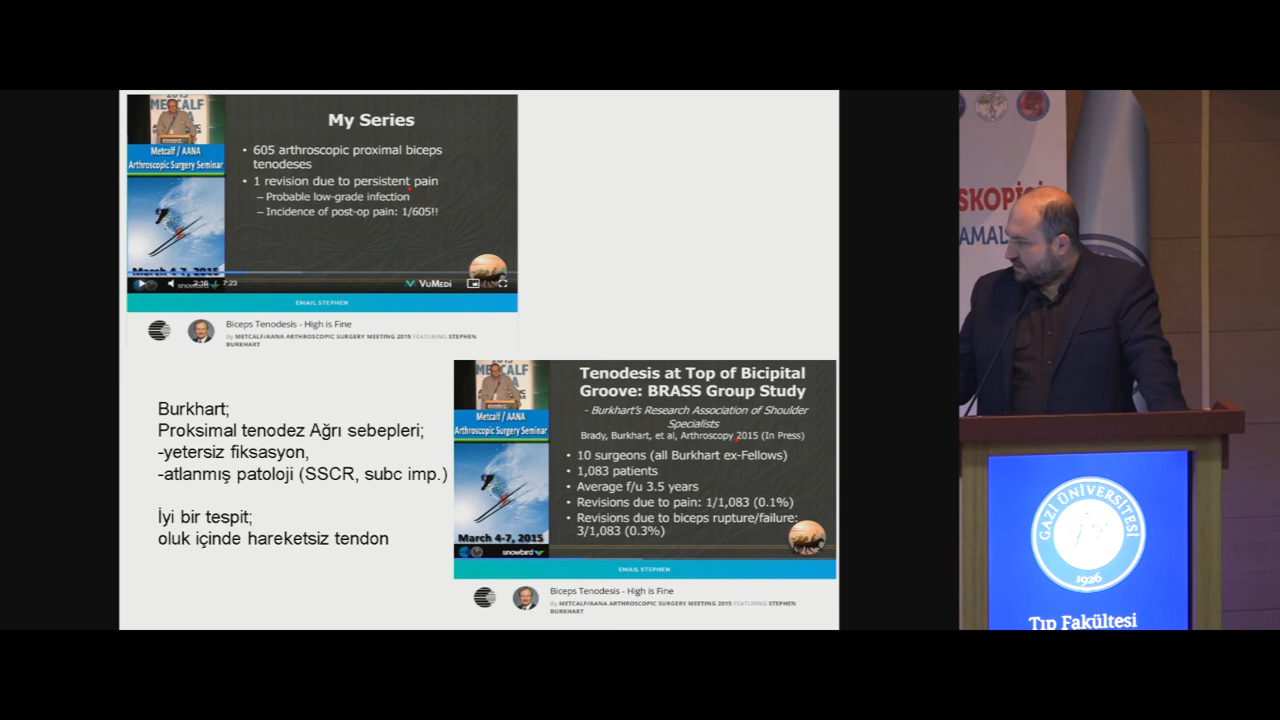 METCALF
Metcalf / AANA
Arthroscopic Surgery Seminar
March 4-7, 2015
My Series
• 605 arthroscopic proximal biceps
tenodeses
• 1 revision due to persistent pain
– Probable low-grade infection
– Incidence of post-op pain: 1/605!!
2:16
7:23
snowbird
VUMEDI
EMAIL STEPHEN
Biceps Tenodesis - High is Fine
By METCALF/AANA ARTHROSCOPIC SURGERY MEETING 2015 FEATURING STEPHEN
BURKHART
Burkhart;
Proksimal tenodez Ağrı sebepleri;
-yetersiz fiksasyon,
-atlanmış patoloji (SSCR, subc imp.)
İyi bir tespit;
oluk içinde hareketsiz tendon
Metcalf / AANA
Arthroscopic Surgery Seminar
March 4-7, 2015
snowbird
Tenodesis at Top of Bicipital
Groove: BRASS Group Study
- Burkhart's Research Association of Shoulder
Specialists
Brady, Burkhart, et al, Arthroscopy 2015 (In Press)
• 10 surgeons (all Burkhart ex-Fellows)
• 1,083 patients
• Average f/u 3.5 years
• Revisions due to pain: 1/1,083 (0.1%)
• Revisions due to biceps rupture/failure:
3/1,083 (0.3%)
EMAIL STEPHEN
Biceps Tenodesis - High is Fine
By METCALF/AANA ARTHROSCOPIC SURGERY MEETING 2015 FEATURING STEPHEN
BURKHART
SKOPİSİ
AMAL
GAZİ ÜNİVERSİTESİ
1926
Tıp Fakültesi